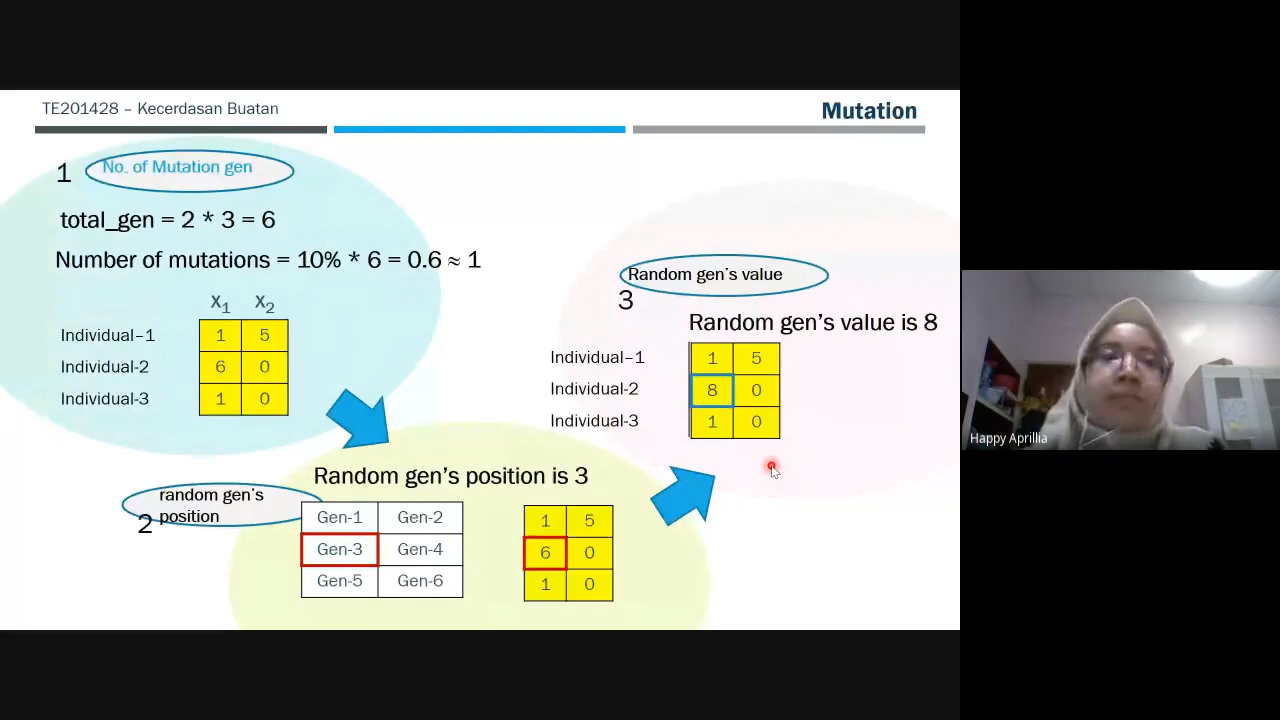 TE201428 – Kecerdasan Buatan
Mutation
1
No. of Mutation gen
total_gen = 2 * 3 = 6
Number of mutations = 10% * 6 = 0.6 ≈ 1
X1 X2
Individual–1 1 5
Individual-2 6 0
Individual-3 1 0
2
random gen's
position
Random gen's position is 3
Gen-1 Gen-2
Gen-3 Gen-4
Gen-5 Gen-6
1 5
6 0
1 0
Random gen's value
3
Random gen's value is 8
Individual–1 1 5
Individual-2 8 0
Individual-3 1 0
Happy Aprillia